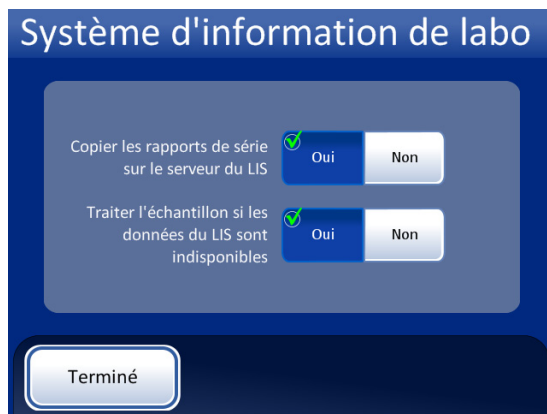 Système d'information de labo
Copier les rapports de série
sur le serveur du LIS
Oui
Non
Traiter l'échantillon si les
données du LIS sont
indisponibles
Oui
Non
Terminé